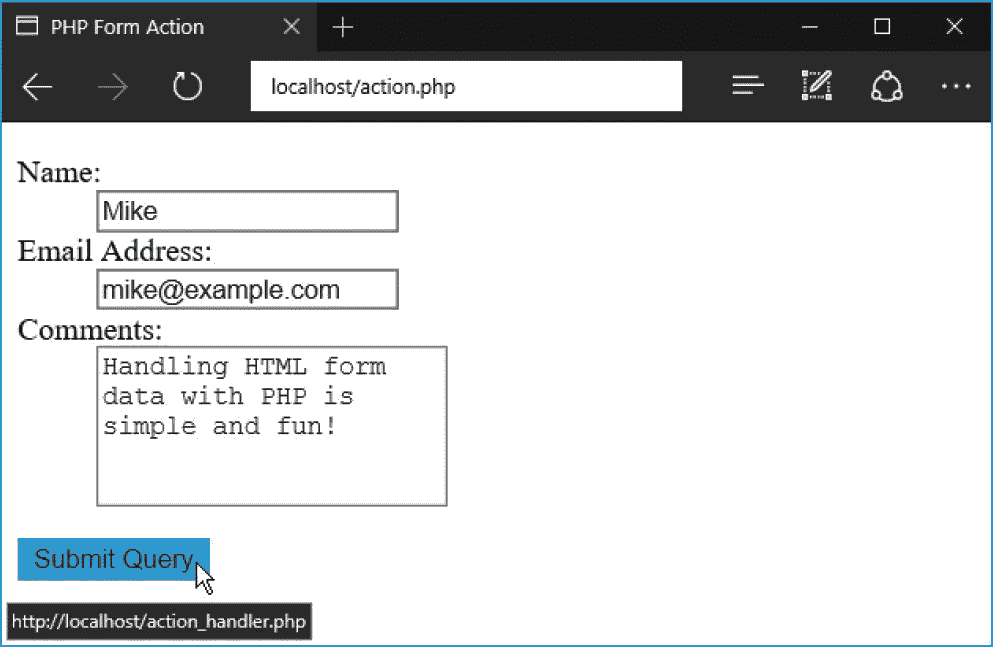 PHP Form Action
localhost/action.php
Name:
Mike
Email Address:
mike@example.com
Comments:
Handling HTML form
data with PHP is
simple and fun!
Submit Query
http://localhost/action_handler.php